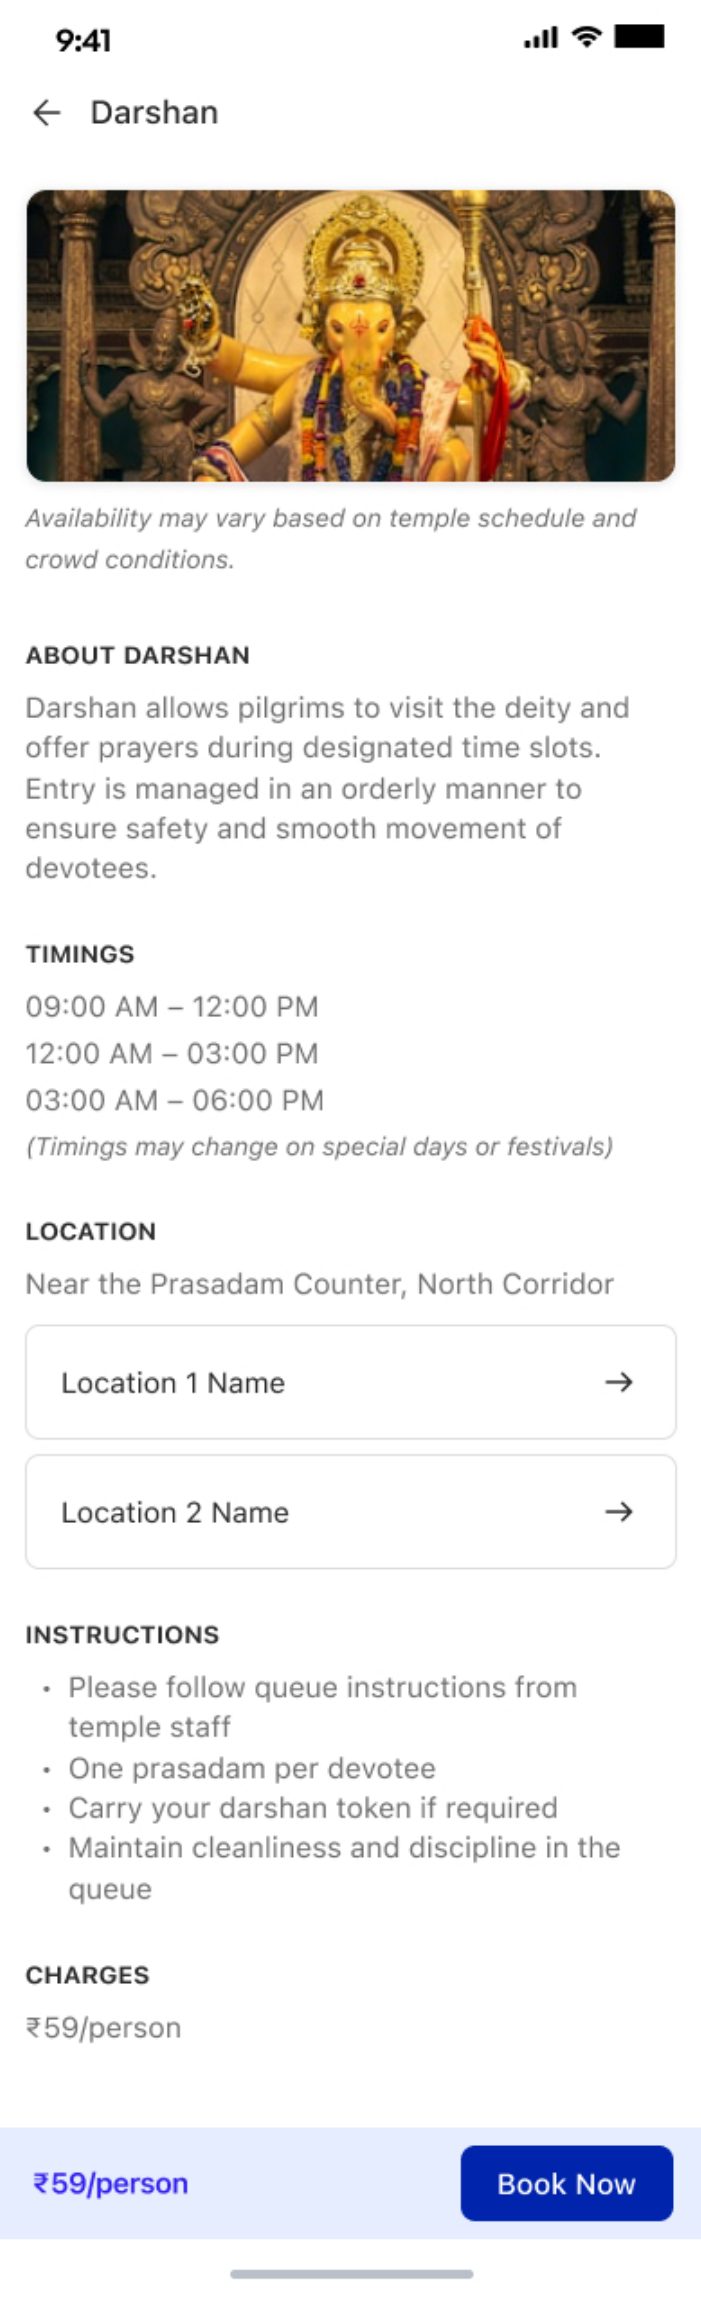 9:41
Darshan
Availability may vary based on temple schedule and
crowd conditions.
ABOUT DARSHAN
Darshan allows pilgrims to visit the deity and
offer prayers during designated time slots.
Entry is managed in an orderly manner to
ensure safety and smooth movement of
devotees.
TIMINGS
09:00 AM – 12:00 PM
12:00 AM – 03:00 PM
03:00 AM – 06:00 PM
(Timings may change on special days or festivals)
LOCATION
Near the Prasadam Counter, North Corridor
Location 1 Name
Location 2 Name
INSTRUCTIONS
• Please follow queue instructions from
temple staff
• One prasadam per devotee
• Carry your darshan token if required
• Maintain cleanliness and discipline in the
queue
CHARGES
₹59/person
₹59/person
Book Now